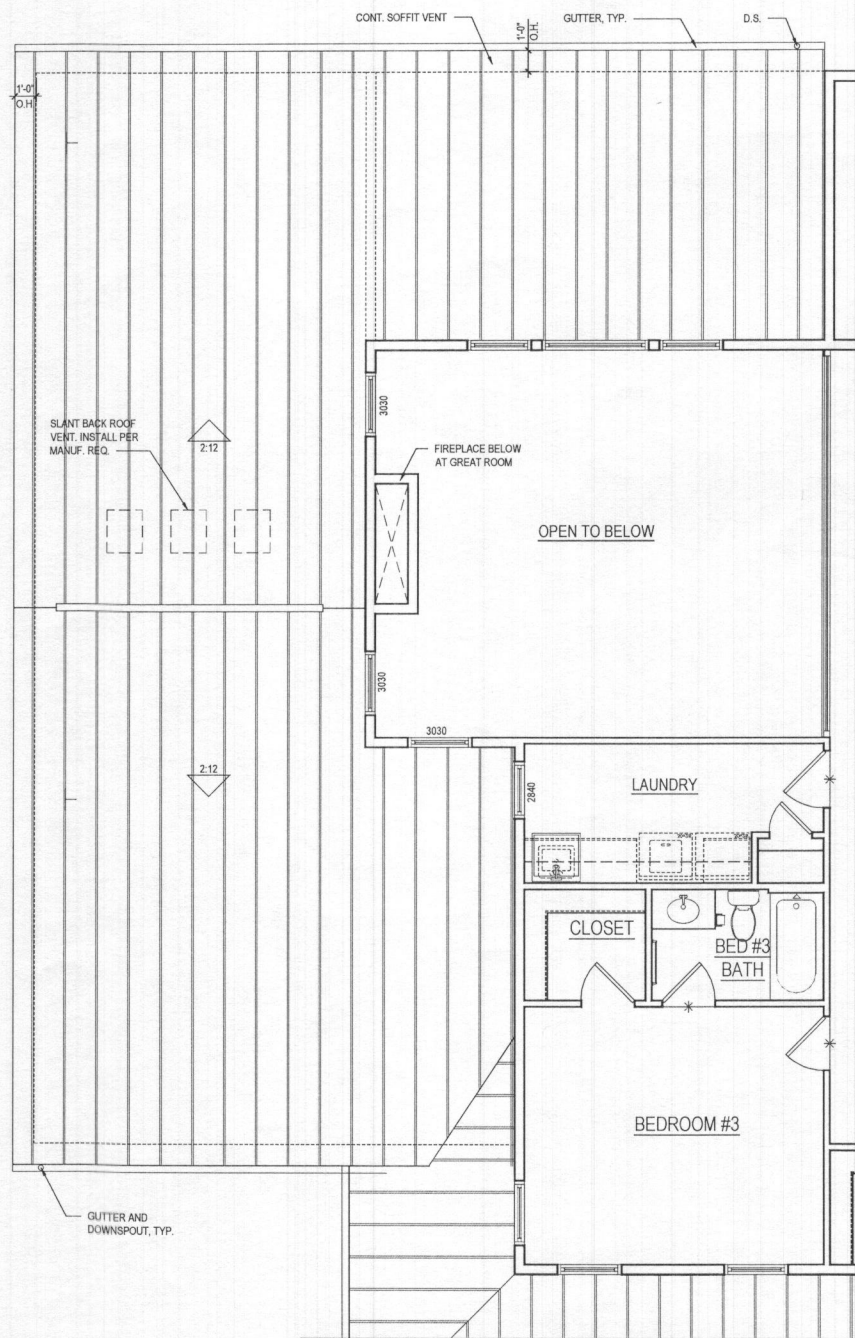 CONT. SOFFIT VENT
1'-0"
O.H.
GUTTER, TYP.
D.S.
1'-0"
O.H.
SLANT BACK ROOF
VENT. INSTALL PER
MANUF. REQ.
2:12
3030
FIREPLACE BELOW
AT GREAT ROOM
OPEN TO BELOW
3030
3030
2:12
2840
LAUNDRY
CLOSET
BED #3
BATH
BEDROOM #3
GUTTER AND
DOWNSPOUT, TYP.